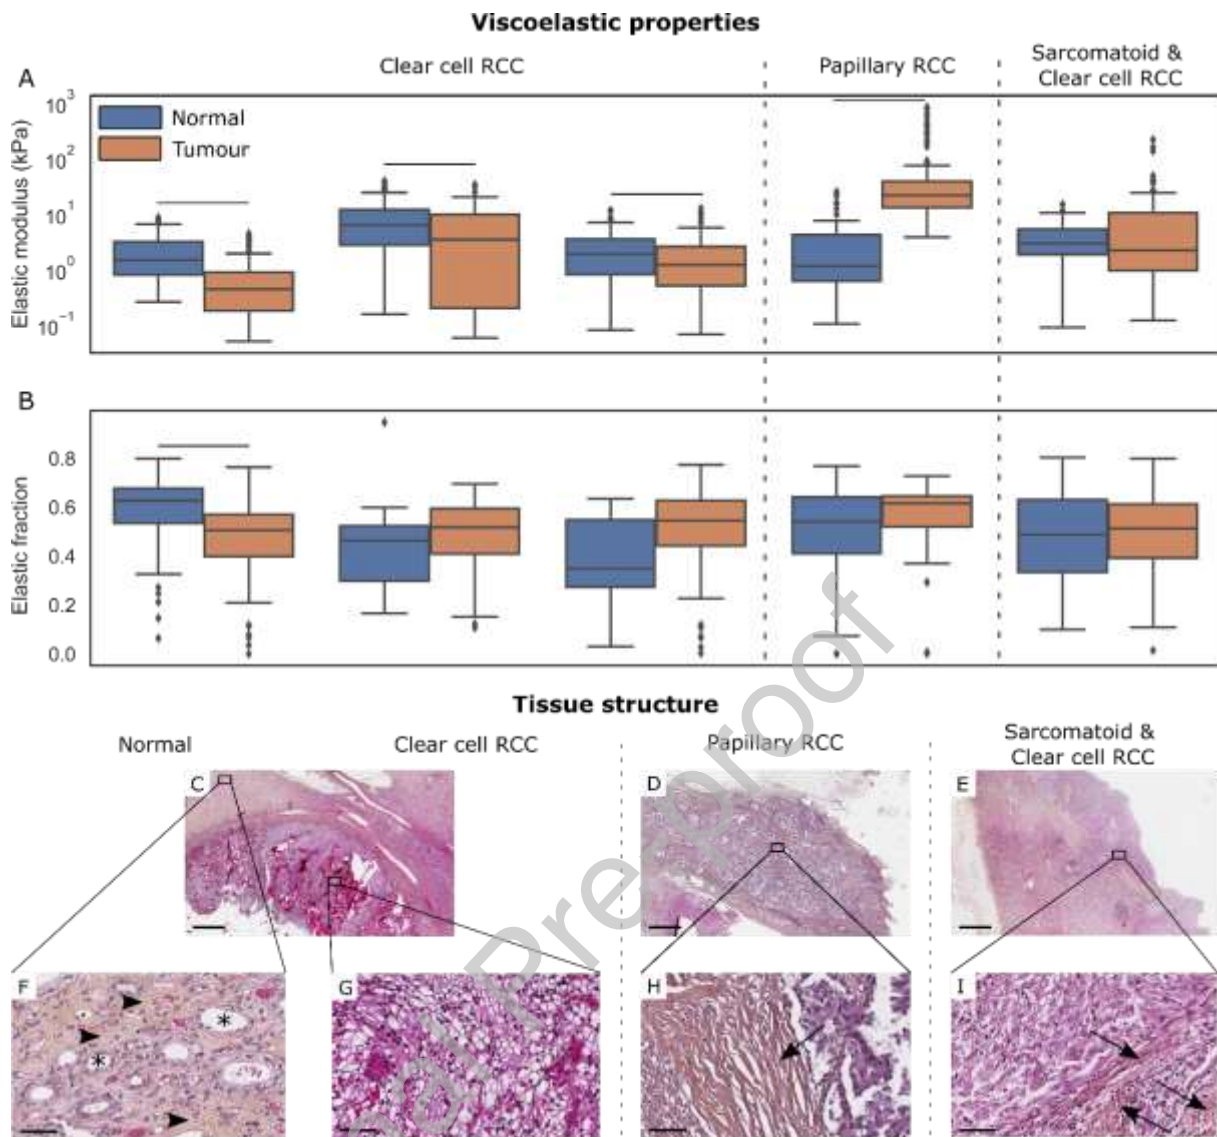 Viscoelastic properties
A
Clear cell RCC
Papillary RCC
Sarcomatoid &
Clear cell RCC
Elastic modulus (kPa)
10³
10²
10¹
10⁰
10⁻¹
Normal
Tumour
B
Elastic fraction
0.8
0.6
0.4
0.2
0.0
Tissue structure
Normal
Clear cell RCC
Papillary RCC
Sarcomatoid &
Clear cell RCC
C
D
E
F
G
H
I
*
*
Pre-proof